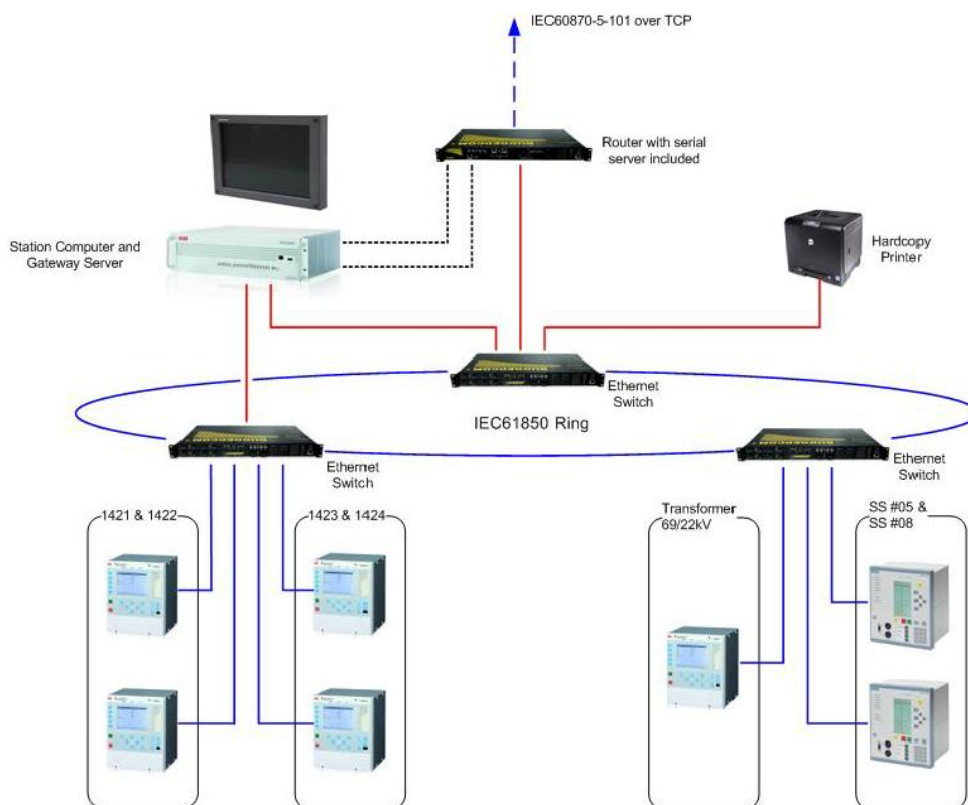 IEC60870-5-101 over TCP
Router with serial
server included
Station Computer and
Gateway Server
Hardcopy
Printer
Ethernet
Switch
IEC61850 Ring
Ethernet
Switch
Ethernet
Switch
1421 & 1422
1423 & 1424
Transformer
69/22kV
SS #05 &
SS #08